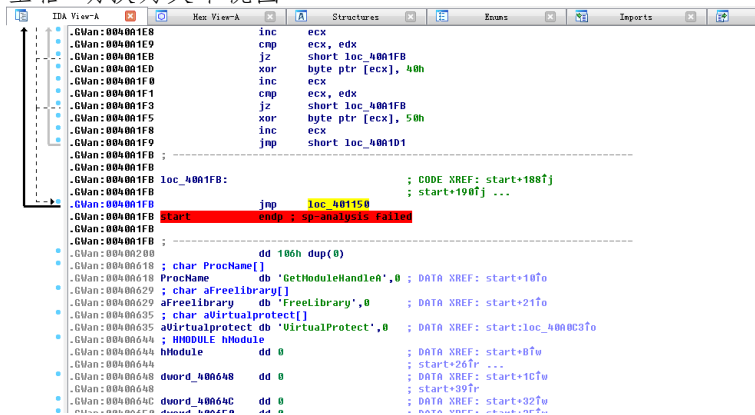 IDA View-A Hex View-A Structures Enums Imports
.GWan:0040A1E8 inc ecx
.GWan:0040A1E9 cmp ecx, edx
.GWan:0040A1EB jz short loc_40A1FB
.GWan:0040A1ED xor byte ptr [ecx], 40h
.GWan:0040A1F0 inc ecx
.GWan:0040A1F1 cmp ecx, edx
.GWan:0040A1F3 jz short loc_40A1FB
.GWan:0040A1F5 xor byte ptr [ecx], 50h
.GWan:0040A1F8 inc ecx
.GWan:0040A1F9 jmp short loc_40A1D1
.GWan:0040A1FB ; ---------------------------------------------------------------------------
.GWan:0040A1FB
.GWan:0040A1FB loc_40A1FB: ; CODE XREF: start+188↑j
.GWan:0040A1FB ; start+190↑j ...
.GWan:0040A1FB jmp loc_401150
.GWan:0040A1FB start endp ; sp-analysis failed
.GWan:0040A1FB
.GWan:0040A1FB ; ---------------------------------------------------------------------------
.GWan:0040A200 dd 106h dup(0)
.GWan:0040A618 ; char ProcName[]
.GWan:0040A618 ProcName db 'GetModuleHandleA',0 ; DATA XREF: start+10↑o
.GWan:0040A629 ; char aFreelibrary[]
.GWan:0040A629 aFreelibrary db 'FreeLibrary',0 ; DATA XREF: start+21↑o
.GWan:0040A635 ; char aVirtualprotect[]
.GWan:0040A635 aVirtualprotect db 'VirtualProtect',0 ; DATA XREF: start:loc_40A0C3↑o
.GWan:0040A644 ; HMODULE hModule
.GWan:0040A644 hModule dd 0 ; DATA XREF: start+B↑w
.GWan:0040A644 ; start+26↑r ...
.GWan:0040A648 dword_40A648 dd 0 ; DATA XREF: start+1C↑w
.GWan:0040A648 ; start+39↑r
.GWan:0040A64C dword_40A64C dd 0 ; DATA XREF: start+32↑w